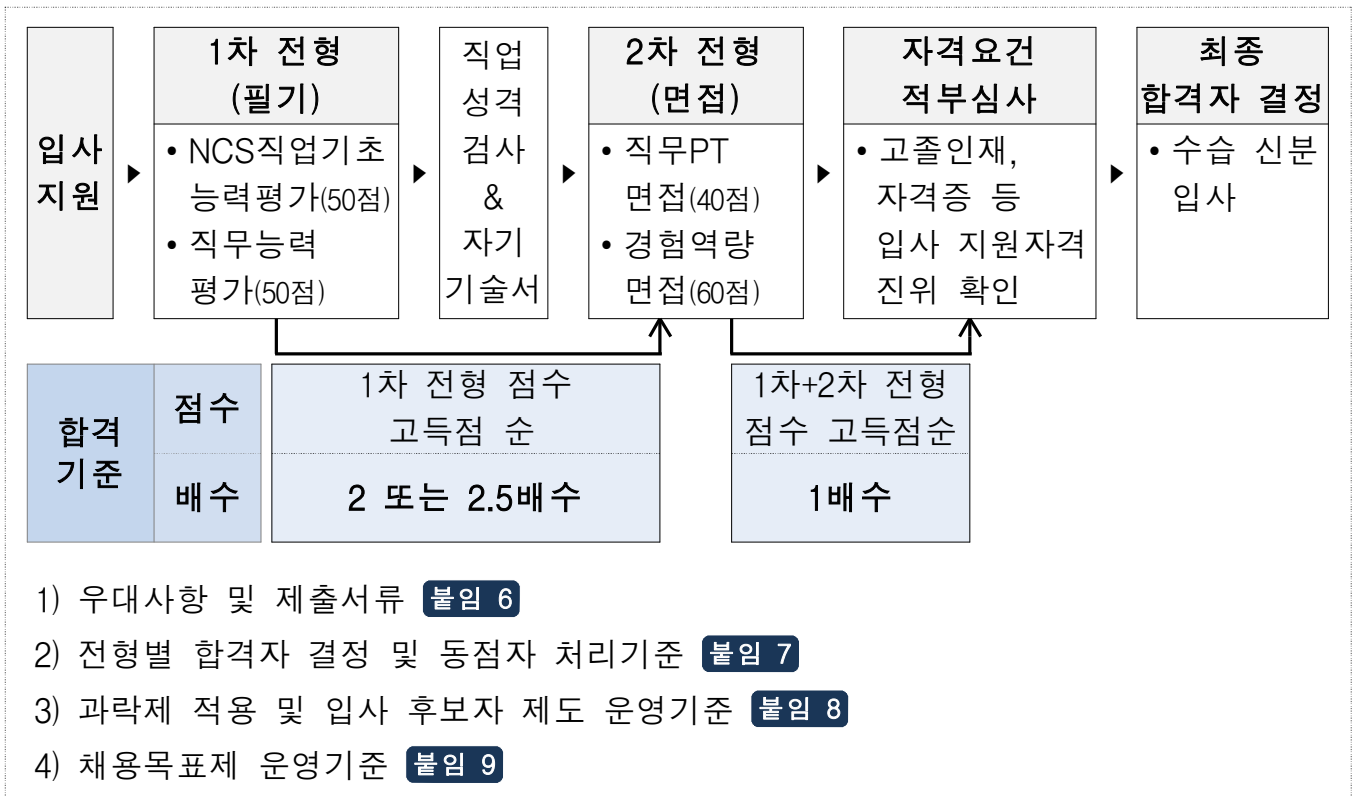 입사
지원
1차 전형
(필기)
• NCS직업기초
능력평가(50점)
• 직무능력
평가(50점)
직업
성격
검사
&
자기
기술서
2차 전형
(면접)
• 직무PT
면접(40점)
• 경험역량
면접(60점)
자격요건
적부심사
• 고졸인재,
자격증 등
입사 지원자격
진위 확인
최종
합격자 결정
• 수습 신분
입사
합격
기준
점수
1차 전형 점수
고득점 순
1차+2차 전형
점수 고득점순
배수
2 또는 2.5배수
1배수
1) 우대사항 및 제출서류 붙임 6
2) 전형별 합격자 결정 및 동점자 처리기준 붙임 7
3) 과락제 적용 및 입사 후보자 제도 운영기준 붙임 8
4) 채용목표제 운영기준 붙임 9